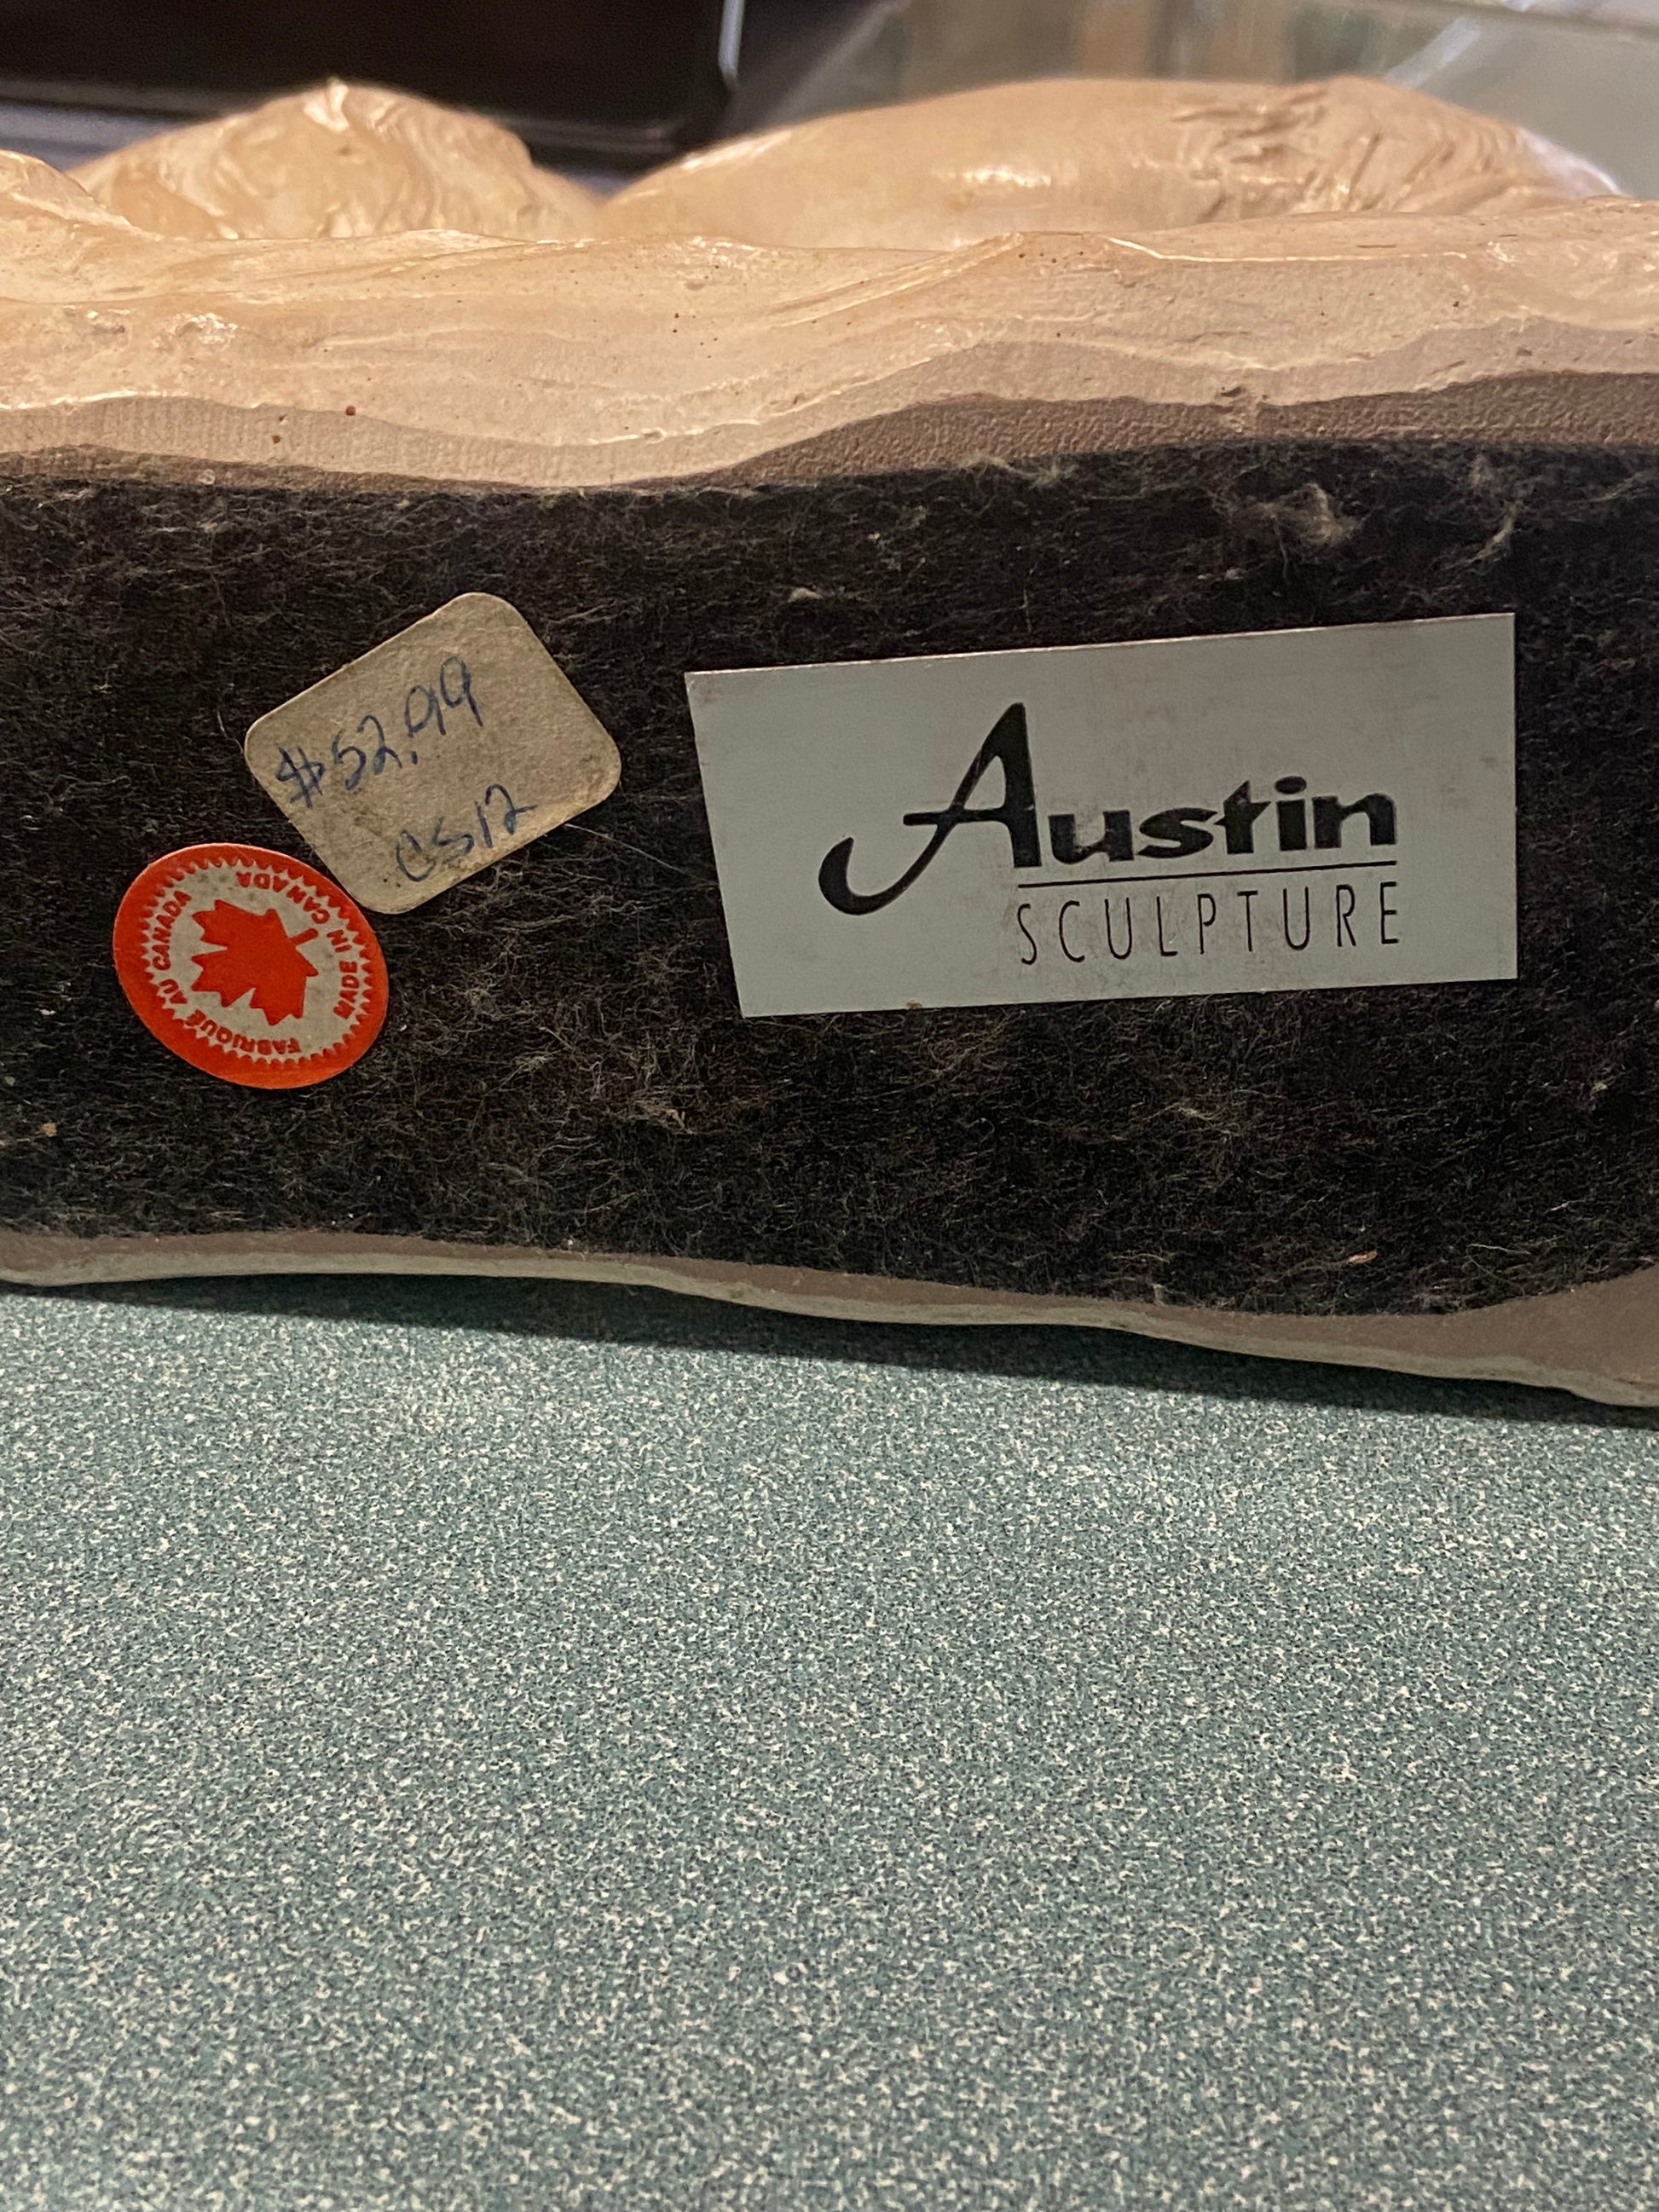 $52.99
CS12
Austin
SCULPTURE
FABRIQUÉ AU CANADA
MADE IN CANADA